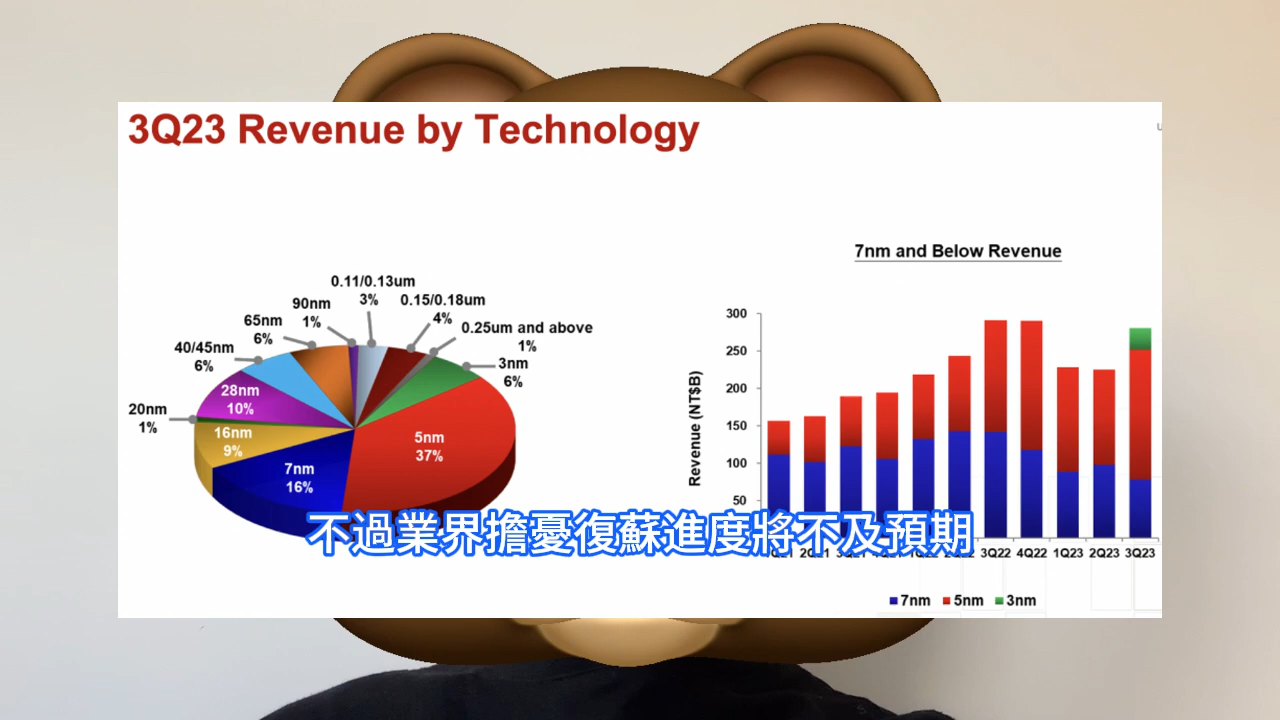 3Q23 Revenue by Technology
7nm and Below Revenue
0.11/0.13um
3%
0.15/0.18um
4%
90nm
1%
0.25um and above
1%
65nm
6%
40/45nm
6%
3nm
6%
28nm
10%
20nm
1%
16nm
9%
5nm
37%
7nm
16%
Revenue (NT$B)
300
250
200
150
100
50
3Q22 4Q22 1Q23 2Q23 3Q23
7nm 5nm 3nm
不過業界擔憂復蘇進度將不及預期